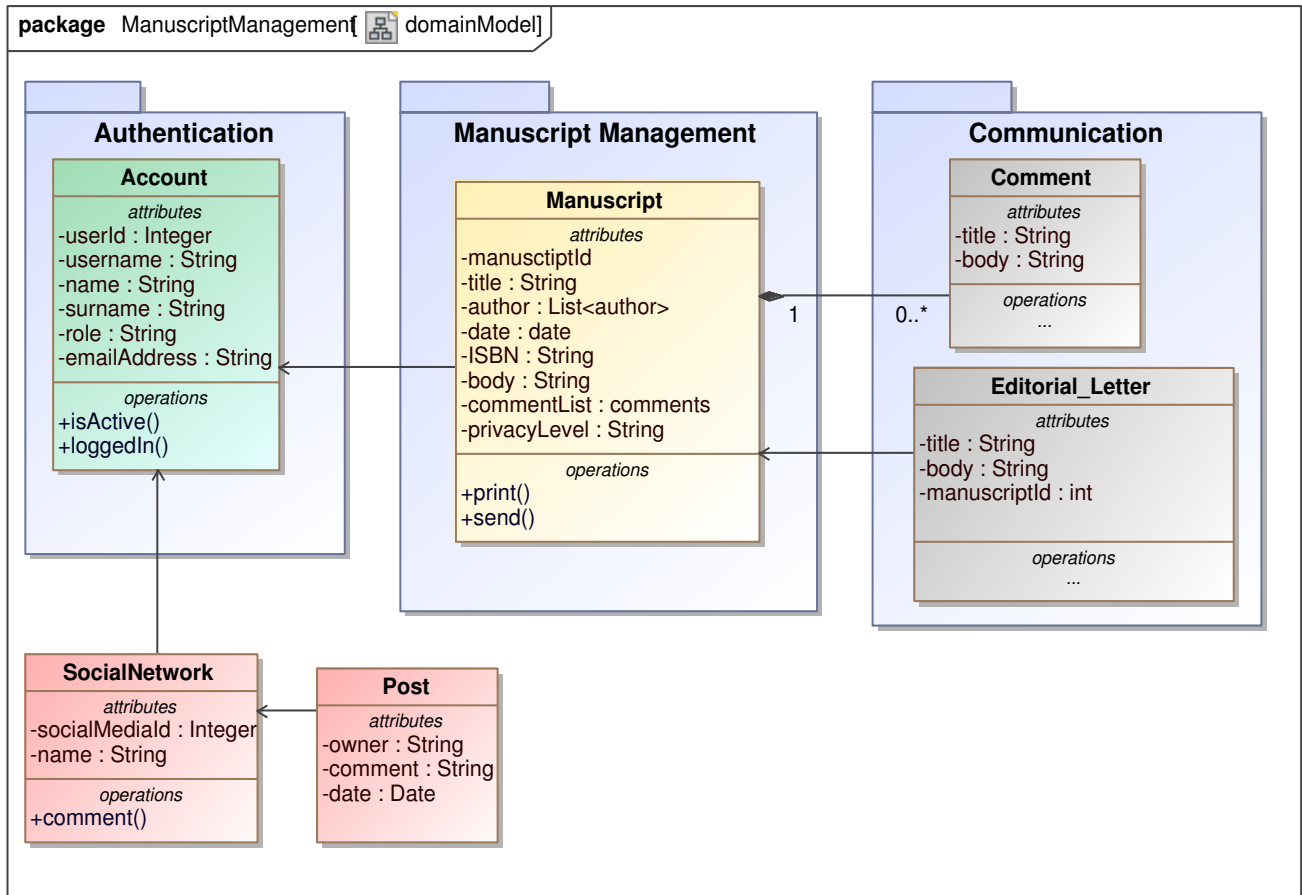 package ManuscriptManagement[ domainModel]
Authentication
Account
attributes
-userId : Integer
-username : String
-name : String
-surname : String
-role : String
-emailAddress : String
operations
+isActive()
+loggedIn()
Manuscript Management
Manuscript
attributes
-manusctiptId
-title : String
-author : List<author>
-date : date
-ISBN : String
-body : String
-commentList : comments
-privacyLevel : String
operations
+print()
+send()
1
0..*
Communication
Comment
attributes
-title : String
-body : String
operations
...
Editorial_Letter
attributes
-title : String
-body : String
-manuscriptId : int
operations
...
SocialNetwork
attributes
-socialMediaId : Integer
-name : String
operations
+comment()
Post
attributes
-owner : String
-comment : String
-date : Date